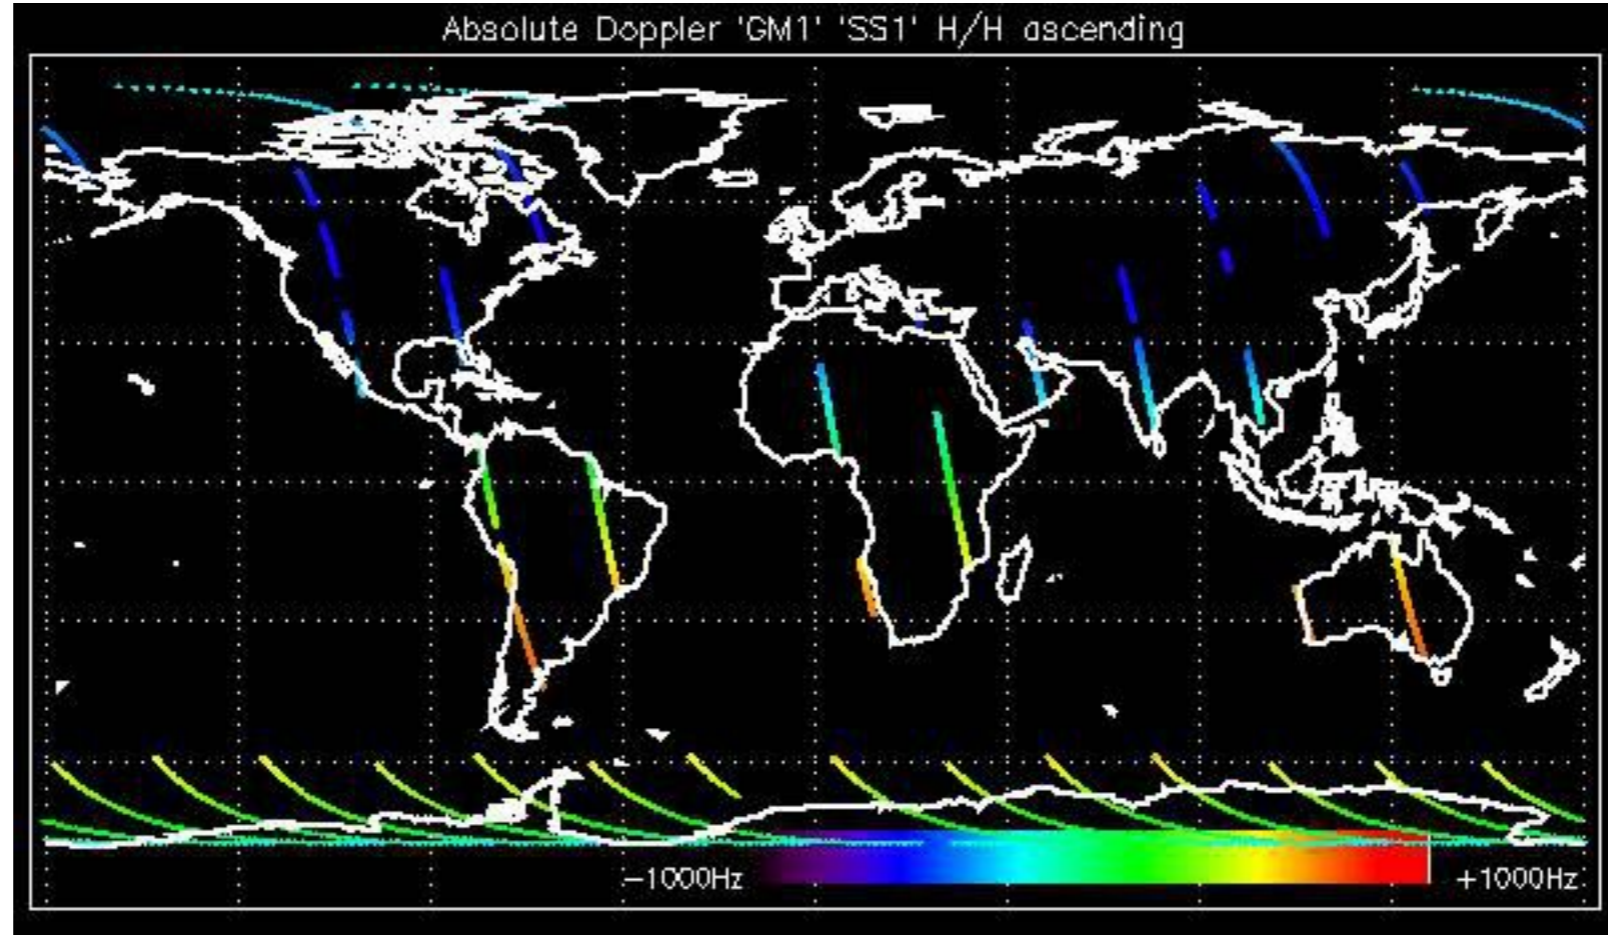 Absolute Doppler 'GM1' 'SS1' H/H ascending
−1000Hz
+1000Hz